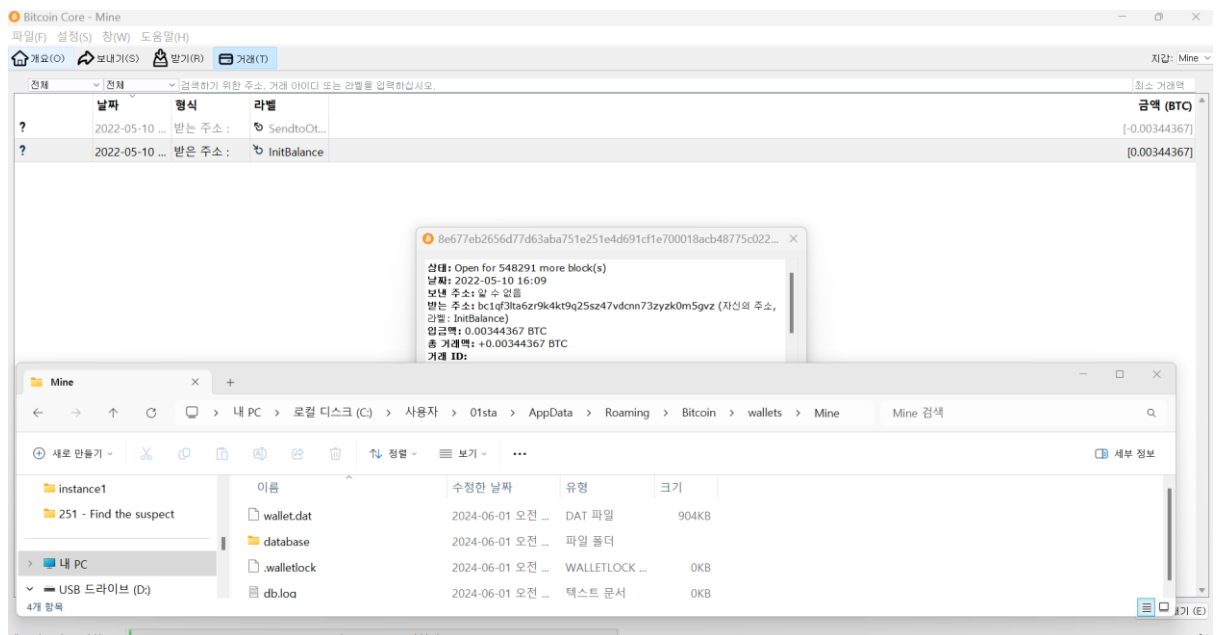 Bitcoin Core - Mine
파일(F) 설정(S) 창(W) 도움말(H)
개요(O) 보내기(S) 받기(R) 거래(T) 지갑: Mine
전체 전체 검색하기 위한 주소, 거래 아이디 또는 라벨을 입력하십시오. 최소 거래액
날짜 형식 라벨 금액 (BTC)
? 2022-05-10 ... 받는 주소 : SendtoOt... [-0.00344367]
? 2022-05-10 ... 받은 주소 : InitBalance [0.00344367]
8e677eb2656d77d63aba751e251e4d691cf1e700018acb48775c022...
상태: Open for 548291 more block(s)
날짜: 2022-05-10 16:09
보낸 주소: 알 수 없음
받는 주소: bc1qf3lta6zr9k4kt9q25sz47vdcnn73zyzk0m5gvz (자신의 주소,
라벨: InitBalance)
입금액: 0.00344367 BTC
총 거래액: +0.00344367 BTC
거래 ID:
Mine
내 PC > 로컬 디스크 (C:) > 사용자 > 01sta > AppData > Roaming > Bitcoin > wallets > Mine Mine 검색
새로 만들기 정렬 보기 ... 세부 정보
instance1 이름 수정한 날짜 유형 크기
251 - Find the suspect wallet.dat 2024-06-01 오전 ... DAT 파일 904KB
database 2024-06-01 오전 ... 파일 폴더
내 PC .walletlock 2024-06-01 오전 ... WALLETLOCK ... 0KB
USB 드라이브 (D:) db.log 2024-06-01 오전 ... 텍스트 문서 0KB
4개 항목
내기 (E)